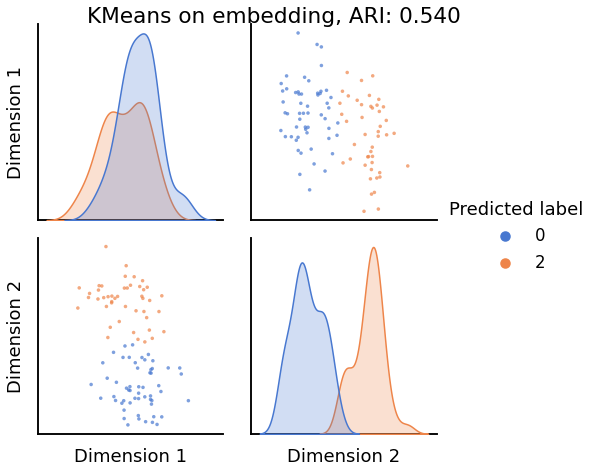 KMeans on embedding, ARI: 0.540
Dimension 1
Predicted label
0
2
Dimension 2
Dimension 1
Dimension 2